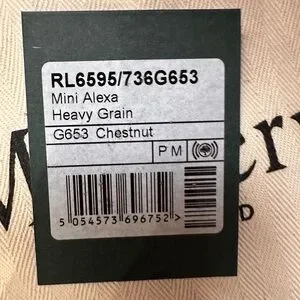 RL6595/736G653
Mini Alexa
Heavy Grain
G653 Chestnut
P M
5 054573 696752 >